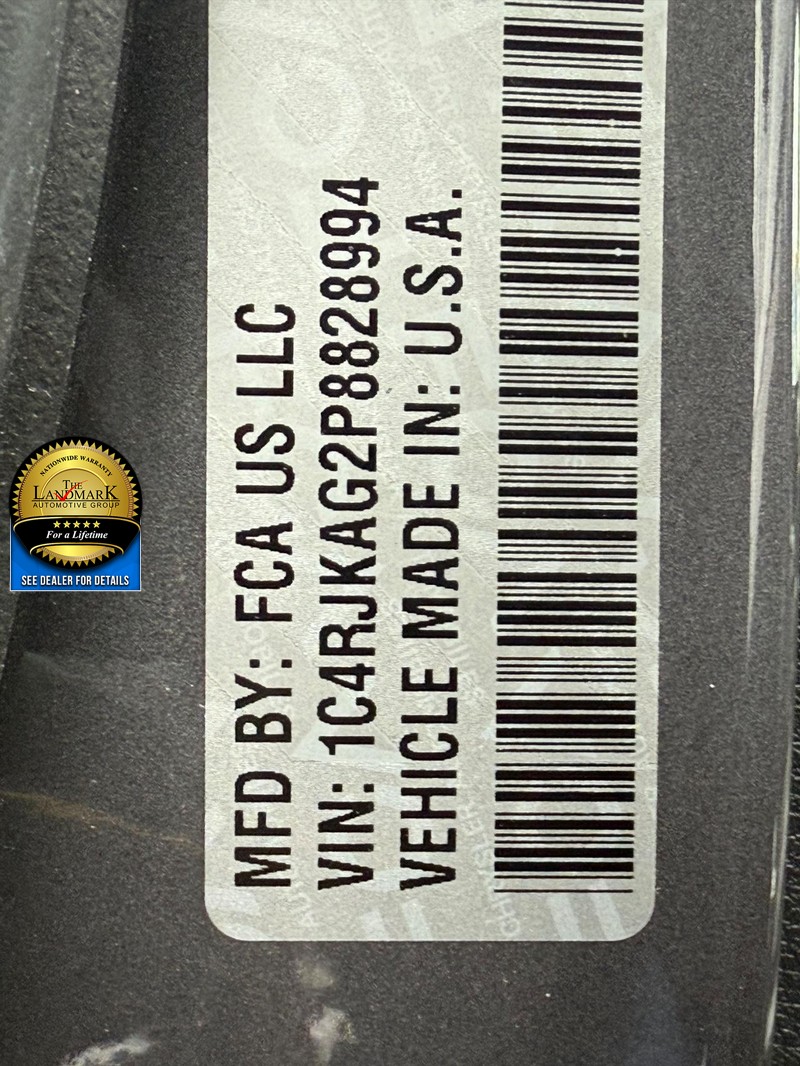 MFD BY: FCA US LLC
VIN: 1C4RJKAG2P8828994
VEHICLE MADE IN: U.S.A.
NATIONWIDE WARRANTY
THE
LANDMARK
AUTOMOTIVE GROUP
For a Lifetime
SEE DEALER FOR DETAILS